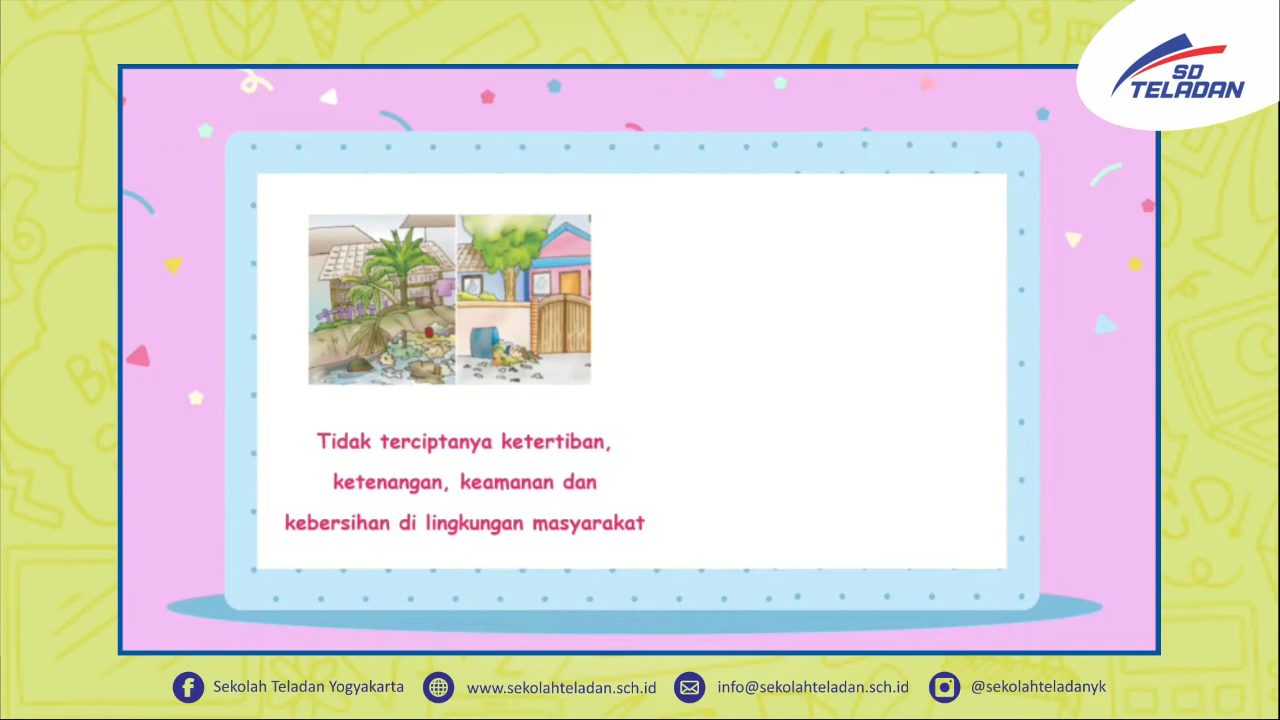 SD
TELADAN
Tidak terciptanya ketertiban,
ketenangan, keamanan dan
kebersihan di lingkungan masyarakat
Sekolah Teladan Yogyakarta
www.sekolahteladan.sch.id
info@sekolahteladan.sch.id
@sekolahteladanyk